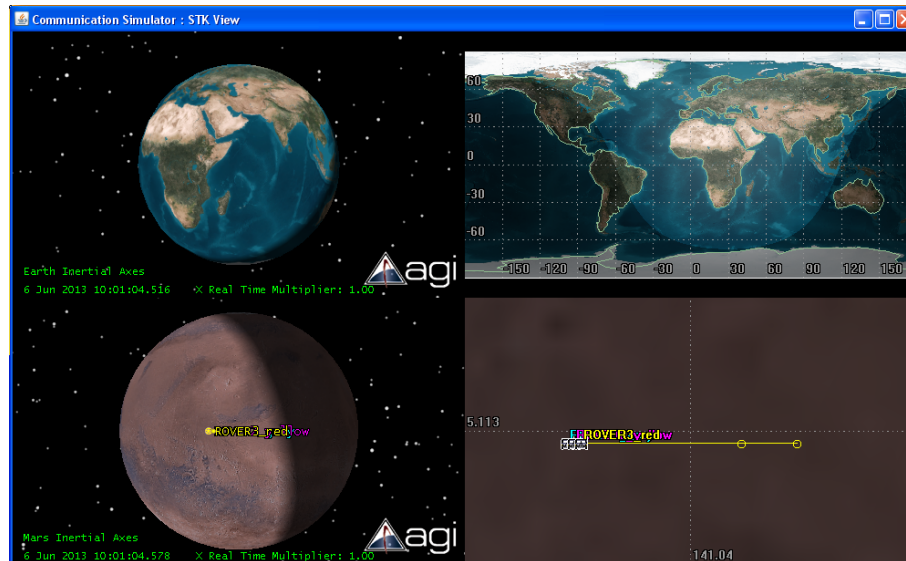 Communication Simulator : STK View
Earth Inertial Axes
6 Jun 2013 10:01:04.516 X Real Time Multiplier: 1.00
agi
60
30
0
-30
-60
-150 -120 -90 -60 -30 0 30 60 90 120 150
ROVER3_red
Mars Inertial Axes
6 Jun 2013 10:01:04.578 X Real Time Multiplier: 1.00
agi
5.113
ROVER3_red
141.04